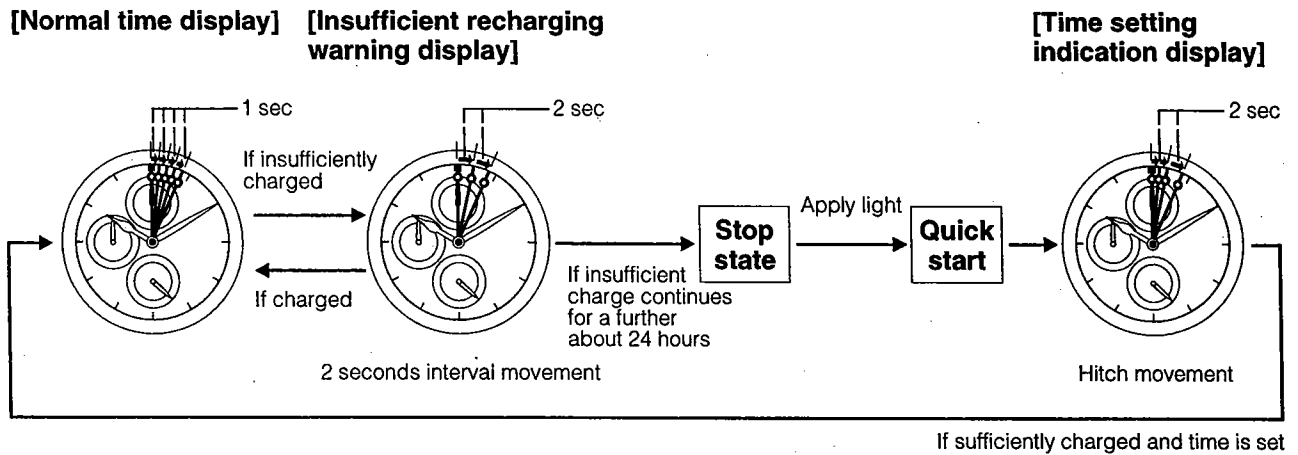 [Normal time display]
[Insufficient recharging
warning display]
[Time setting
indication display]
1 sec
2 sec
2 sec
If insufficiently
charged
If charged
If insufficient
charge continues
for a further
about 24 hours
Stop
state
Apply light
Quick
start
2 seconds interval movement
Hitch movement
If sufficiently charged and time is set